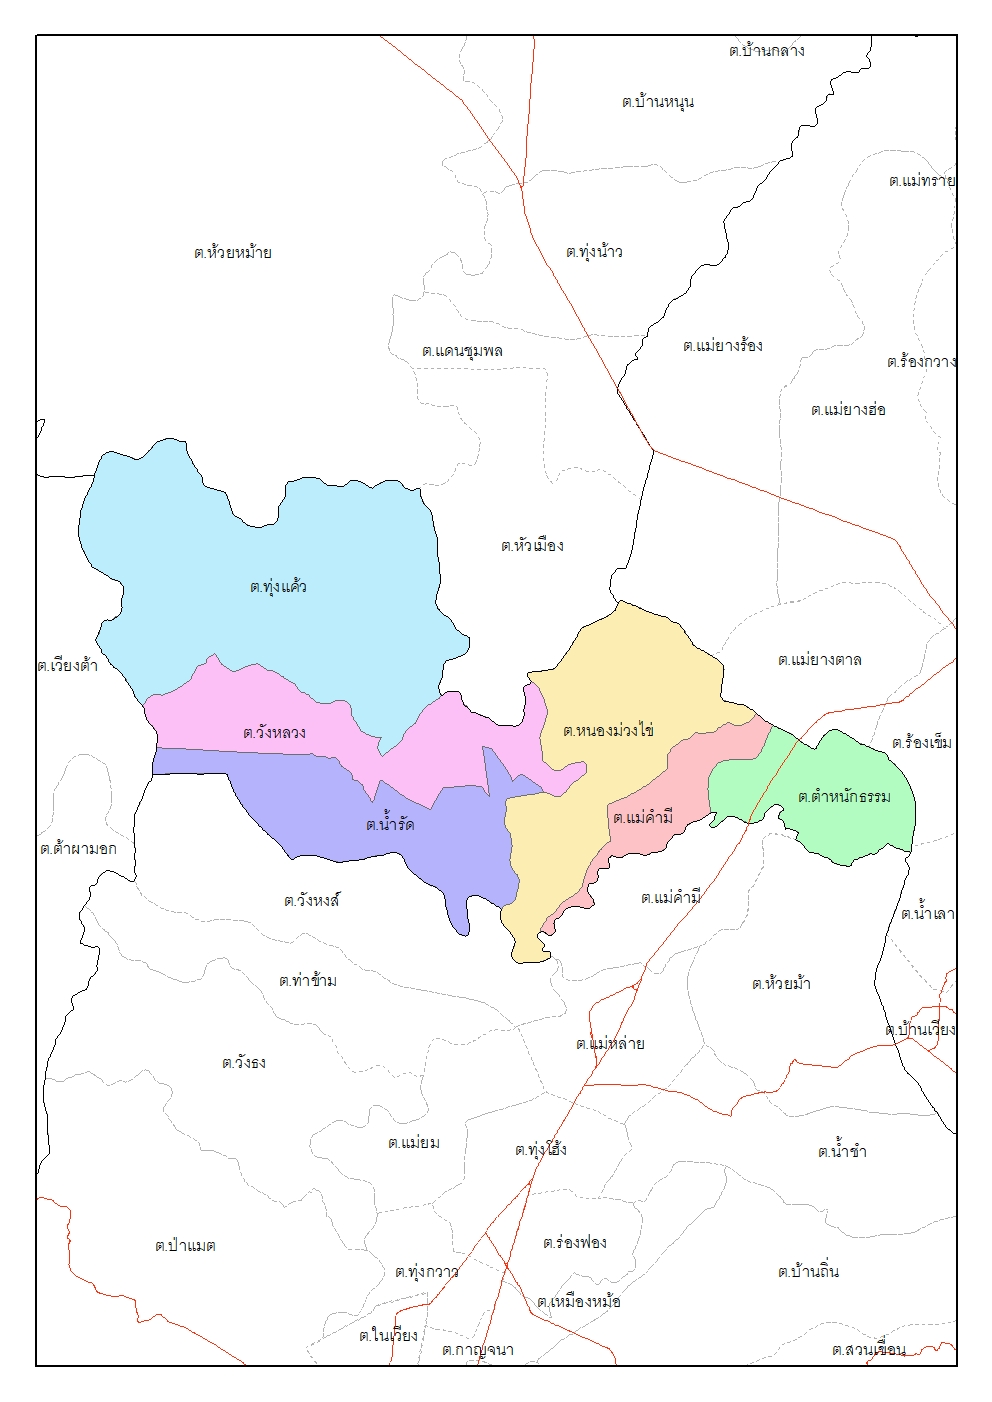 ต.บ้านกลาง
ต.บ้านหนุน
ต.แม่ทราย
ต.ห้วยหม้าย
ต.ทุ่งน้าว
ต.แม่ยางร้อง
ต.แดนชุมพล
ต.ร้องกวาง
ต.แม่ยางฮ่อ
ต.หัวเมือง
ต.ทุ่งแค้ว
ต.เวียงต้า
ต.แม่ยางตาล
ต.วังหลวง
ต.หนองม่วงไข่
ต.ร้องเข็ม
ต.ตำหนักธรรม
ต.น้ำรัด
ต.แม่คำมี
ต.ต้าผามอก
ต.วังหงส์
ต.แม่คำมี
ต.น้ำเลา
ต.ท่าข้าม
ต.ห้วยม้า
ต.บ้านเวียง
ต.แม่หล่าย
ต.วังธง
ต.แม่ยม
ต.ทุ่งโฮ้ง
ต.น้ำชำ
ต.ป่าแมต
ต.ร่องฟอง
ต.ทุ่งกวาว
ต.บ้านถิ่น
ต.เหมืองหม้อ
ต.ในเวียง
ต.กาญจนา
ต.สวนเขื่อน